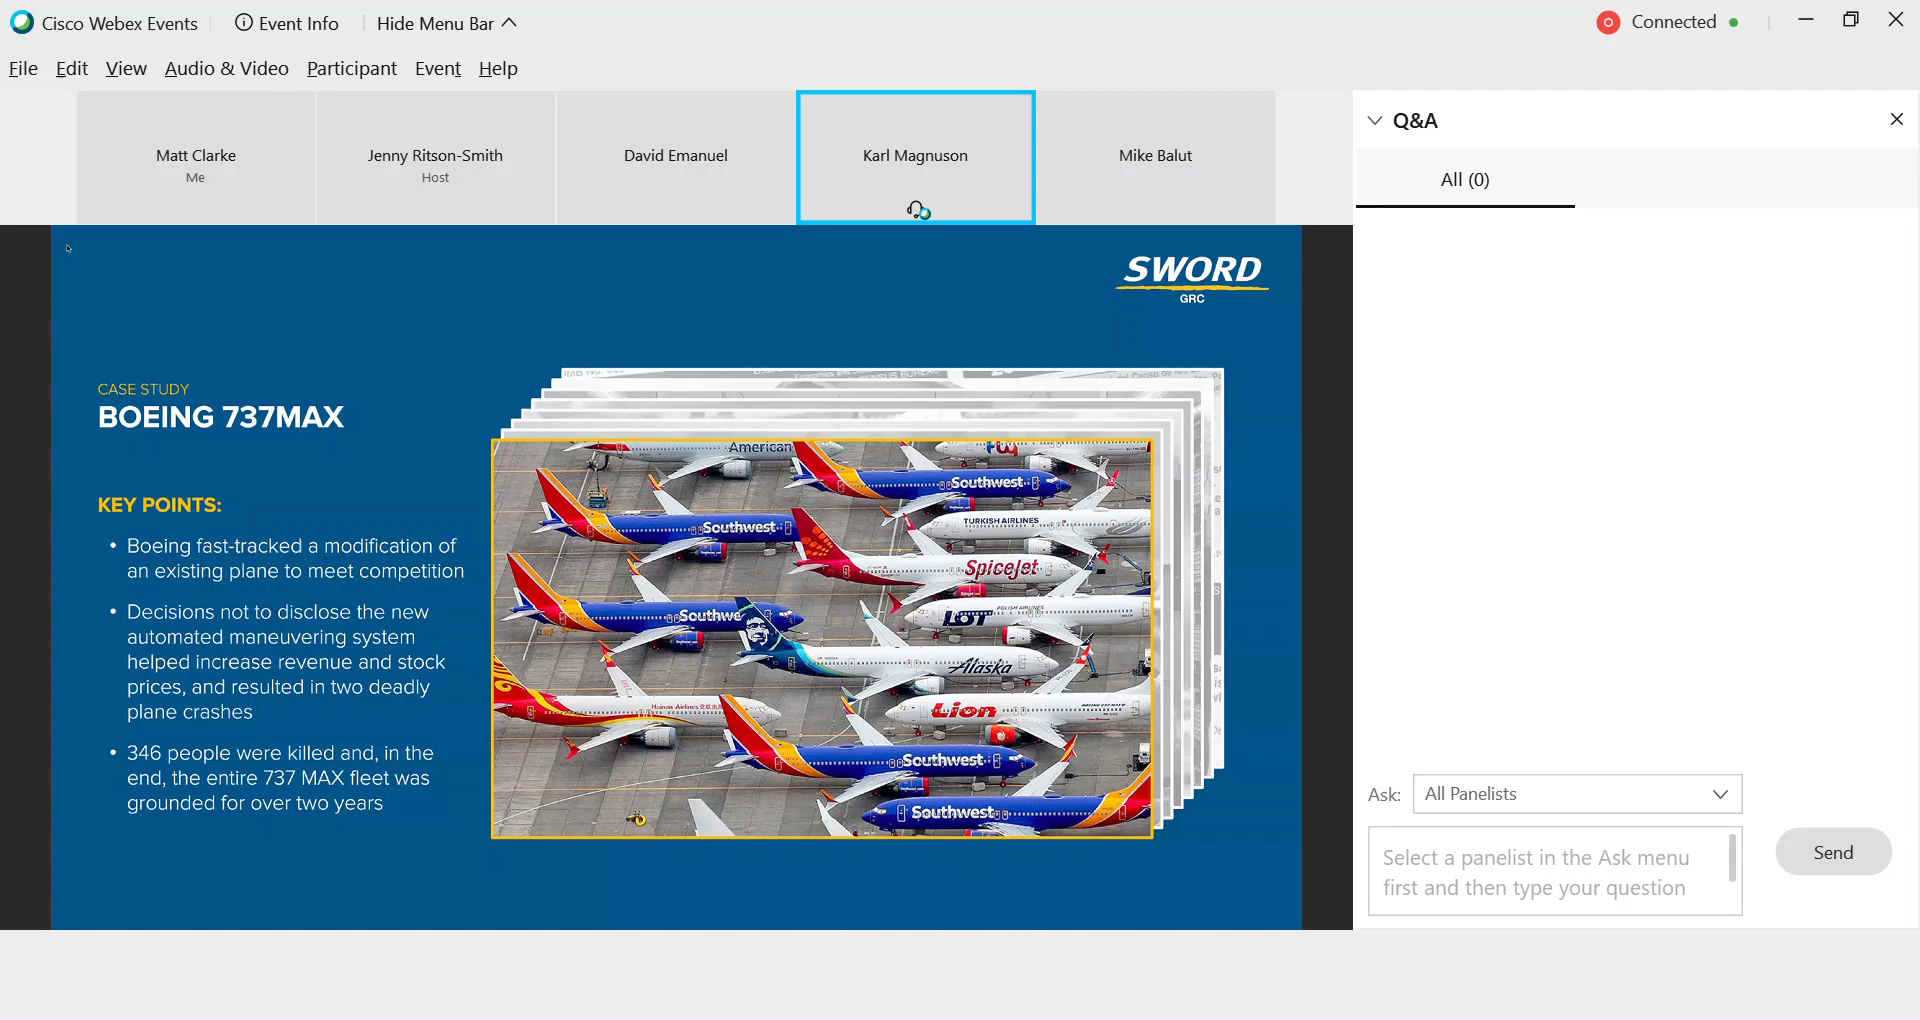 Cisco Webex Events
Event Info
Hide Menu Bar
Connected
File Edit View Audio & Video Participant Event Help
Matt Clarke
Me
Jenny Ritson-Smith
Host
David Emanuel
Karl Magnuson
Mike Balut
SWORD
GRC
CASE STUDY
BOEING 737MAX
KEY POINTS:
• Boeing fast-tracked a modification of
an existing plane to meet competition
• Decisions not to disclose the new
automated maneuvering system
helped increase revenue and stock
prices, and resulted in two deadly
plane crashes
• 346 people were killed and, in the
end, the entire 737 MAX fleet was
grounded for over two years
American
Southwest
Southwest
TURKISH AIRLINES
SpiceJet
Southwe
POLISH AIRLINES
LOT
Alaska
Hainan Airlines
Lion
Southwest
Southwest
Q&A
All (0)
Ask: All Panelists
Select a panelist in the Ask menu
first and then type your question
Send